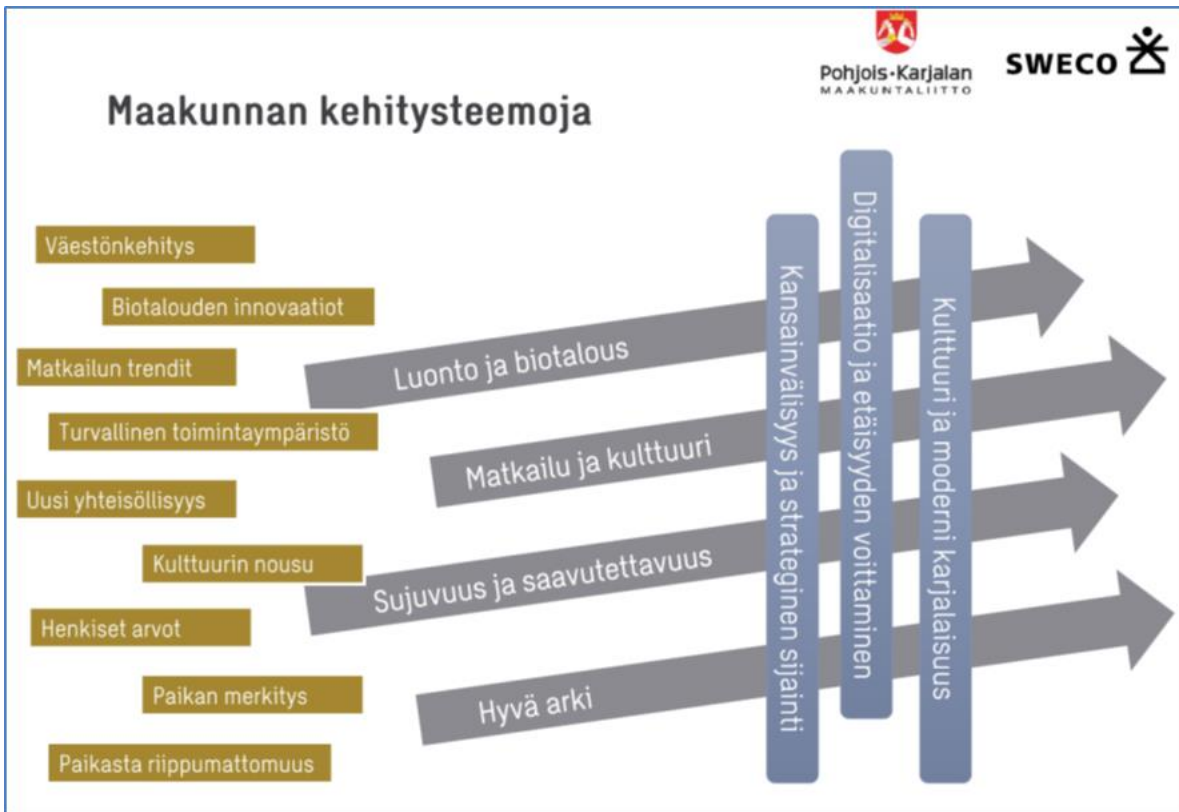 Pohjois-Karjalan
MAAKUNTALIITTO
SWECO
Maakunnan kehitysteemoja
Väestönkehitys
Biotalouden innovaatiot
Matkailun trendit
Turvallinen toimintaympäristö
Uusi yhteisöllisyys
Kulttuurin nousu
Henkiset arvot
Paikan merkitys
Paikasta riippumattomuus
Luonto ja biotalous
Matkailu ja kulttuuri
Sujuvuus ja saavutettavuus
Hyvä arki
Kansainvälisyys ja strateginen sijainti
Digitalisaatio ja etäisyyden voittaminen
Kulttuuri ja moderni karjalaisuus